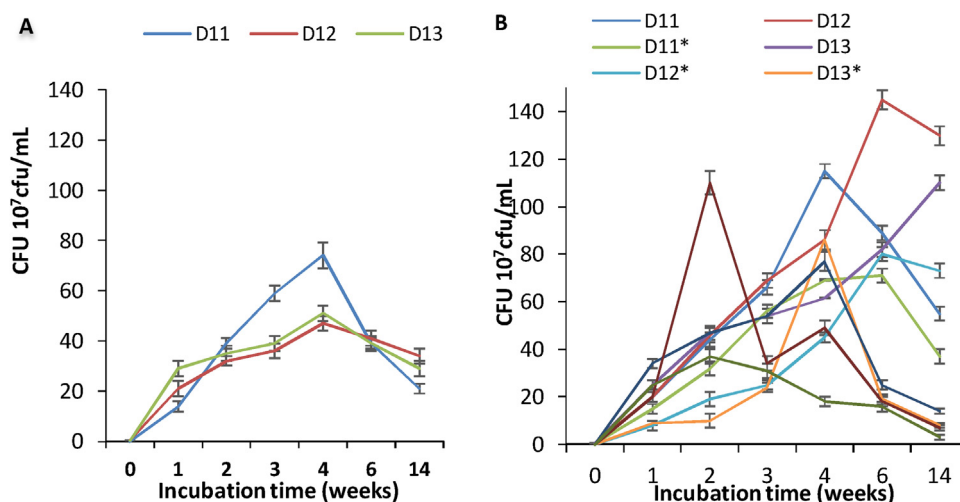 A
D11 D12 D13
CFU 10⁷cfu/mL
140
120
100
80
60
40
20
0
0 1 2 3 4 6 14
Incubation time (weeks)
B
D11 D12
D11* D13
D12* D13*
CFU 10⁷cfu/mL
140
120
100
80
60
40
20
0
0 1 2 3 4 6 14
Incubation time (weeks)